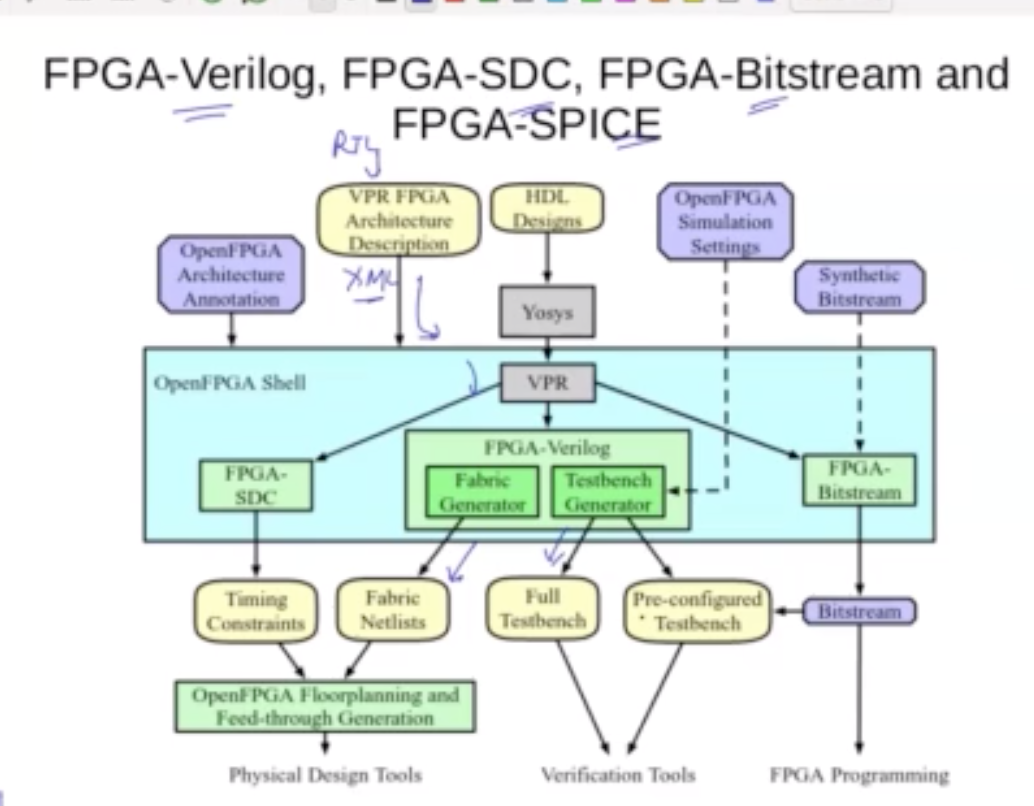 FPGA-Verilog, FPGA-SDC, FPGA-Bitstream and
FPGA-SPICE
VPR FPGA
Architecture
Description
HDL
Designs
OpenFPGA
Simulation
Settings
OpenFPGA
Architecture
Annotation
XML
Synthetic
Bitstream
Yosys
OpenFPGA Shell
VPR
FPGA-Verilog
FPGA-
SDC
Fabric
Generator
Testbench
Generator
FPGA-
Bitstream
Timing
Constraints
Fabric
Netlists
Full
Testbench
Pre-configured
Testbench
Bitstream
OpenFPGA Floorplanning and
Feed-through Generation
Physical Design Tools
Verification Tools
FPGA Programming